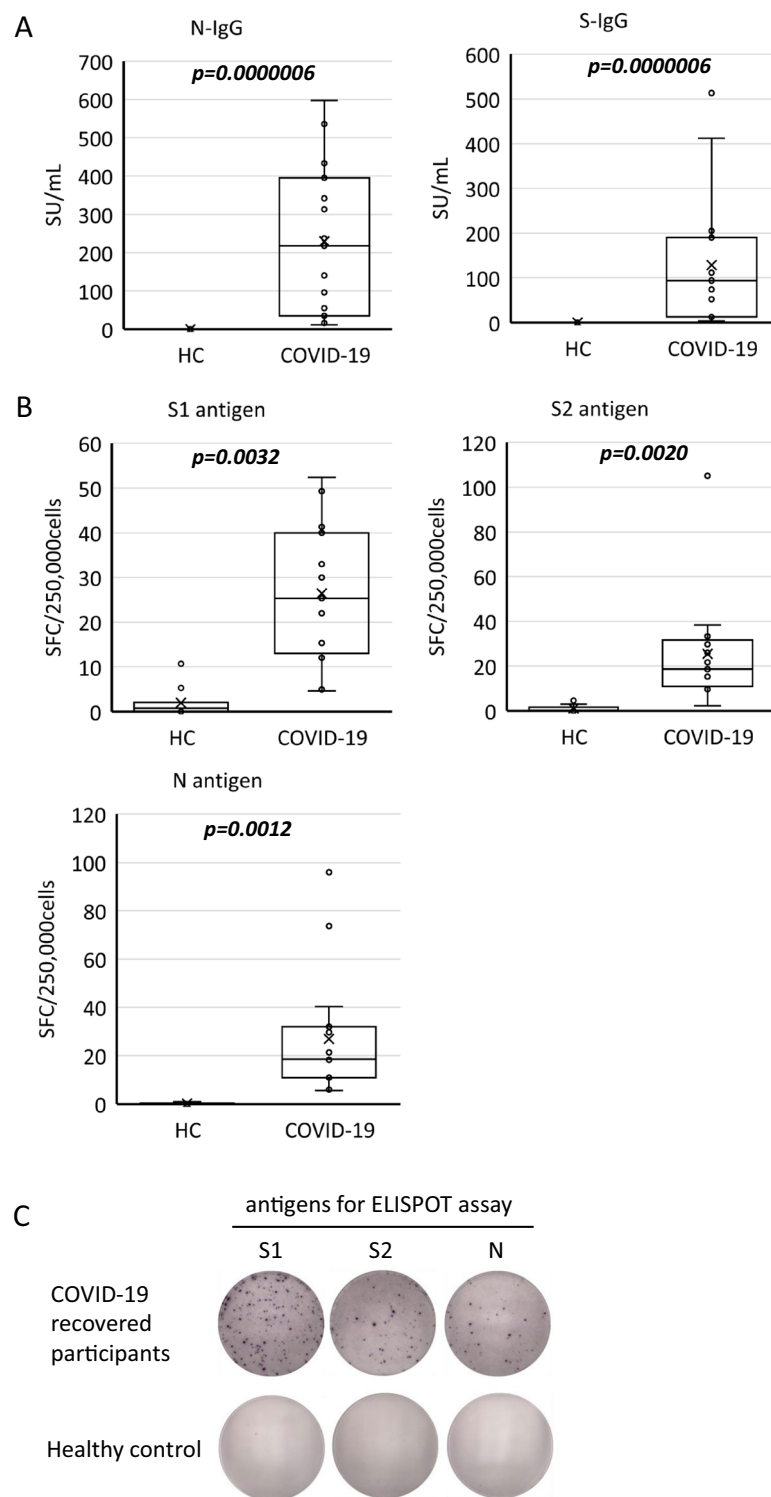 A
N-IgG
p=0.0000006
SU/mL
700
600
500
400
300
200
100
0
HC
COVID-19
S-IgG
p=0.0000006
SU/mL
600
500
400
300
200
100
0
HC
COVID-19
B
S1 antigen
p=0.0032
SFC/250,000cells
60
50
40
30
20
10
0
HC
COVID-19
S2 antigen
p=0.0020
SFC/250,000cells
120
100
80
60
40
20
0
HC
COVID-19
N antigen
p=0.0012
SFC/250,000cells
120
100
80
60
40
20
0
HC
COVID-19
C
antigens for ELISPOT assay
S1 S2 N
COVID-19
recovered
participants
Healthy control